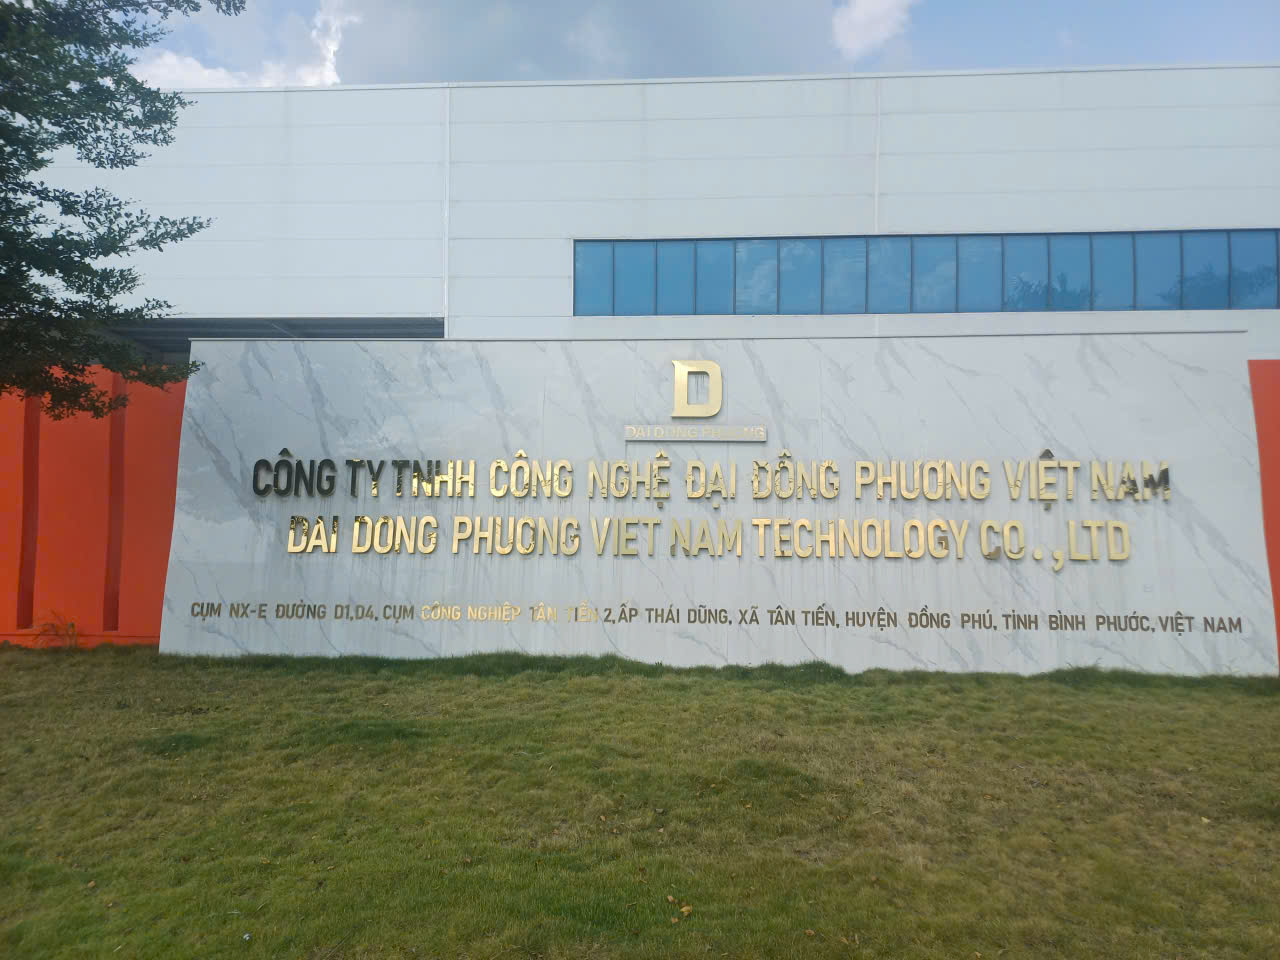 D
DAI DONG PHUONG
CÔNG TY TNHH CÔNG NGHỆ ĐẠI ĐÔNG PHƯƠNG VIỆT NAM
DAI DONG PHUONG VIET NAM TECHNOLOGY CO.,LTD
CỤM NX-E ĐƯỜNG D1,D4, CỤM CÔNG NGHIỆP TÂN TIẾN 2,ẤP THÁI DŨNG, XÃ TÂN TIẾN, HUYỆN ĐỒNG PHÚ, TỈNH BÌNH PHƯỚC, VIỆT NAM